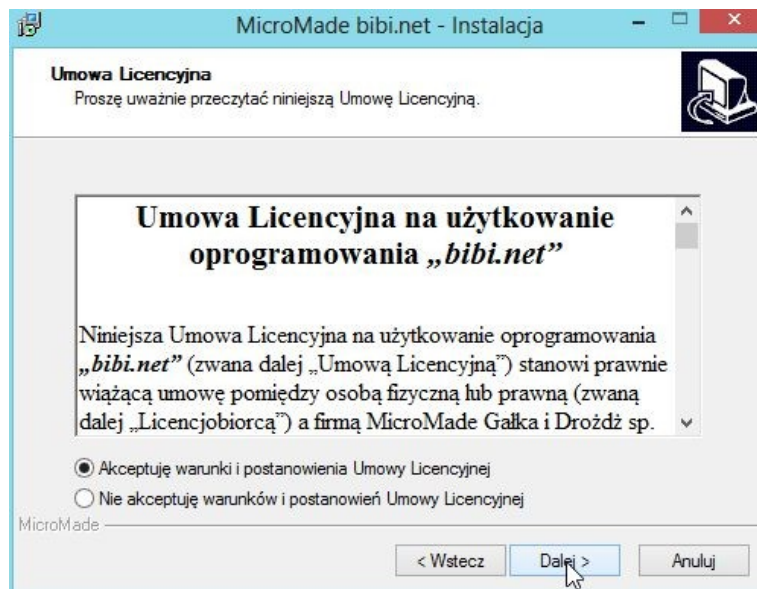 MicroMade bibi.net - Instalacja
Umowa Licencyjna
Proszę uważnie przeczytać niniejszą Umowę Licencyjną.
Umowa Licencyjna na użytkowanie
oprogramowania „bibi.net”
Niniejsza Umowa Licencyjna na użytkowanie oprogramowania
„bibi.net” (zwana dalej „Umową Licencyjną”) stanowi prawnie
wiążącą umowę pomiędzy osobą fizyczną lub prawną (zwaną
dalej „Licencjobiorcą”) a firmą MicroMade Gałka i Drożdż sp.
Akceptuję warunki i postanowienia Umowy Licencyjnej
Nie akceptuję warunków i postanowień Umowy Licencyjnej
MicroMade
< Wstecz Dalej > Anuluj